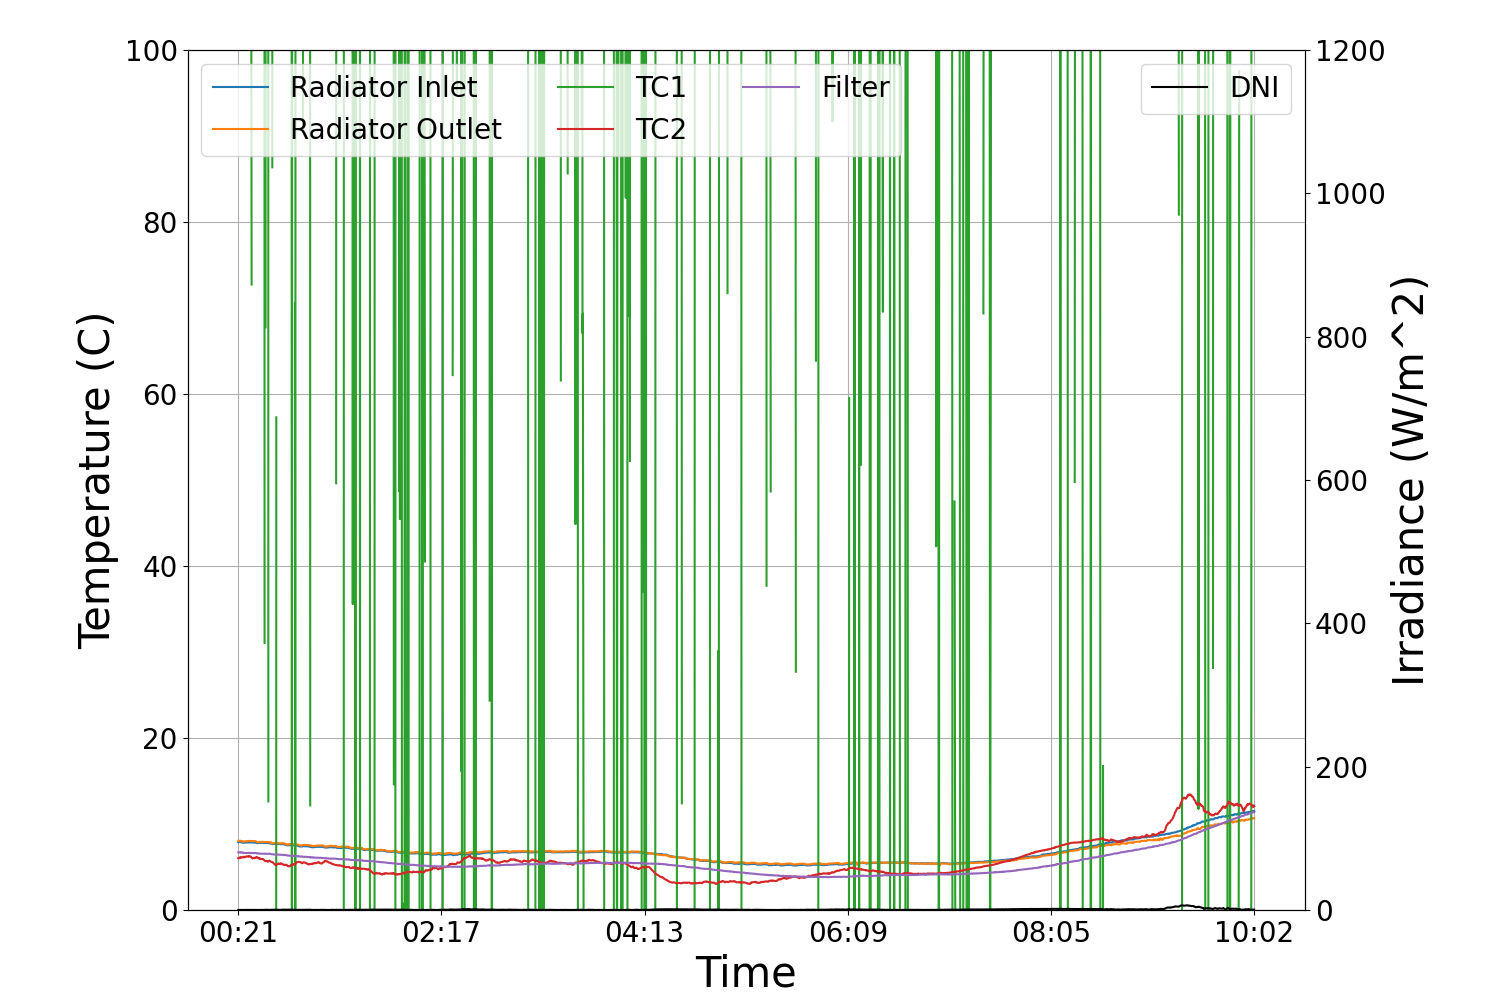 100
80
60
40
20
0
Temperature (C)
Radiator Inlet
Radiator Outlet
TC1
TC2
Filter
DNI
1200
1000
800
600
400
200
0
Irradiance (W/m^2)
00:21 02:17 04:13 06:09 08:05 10:02
Time